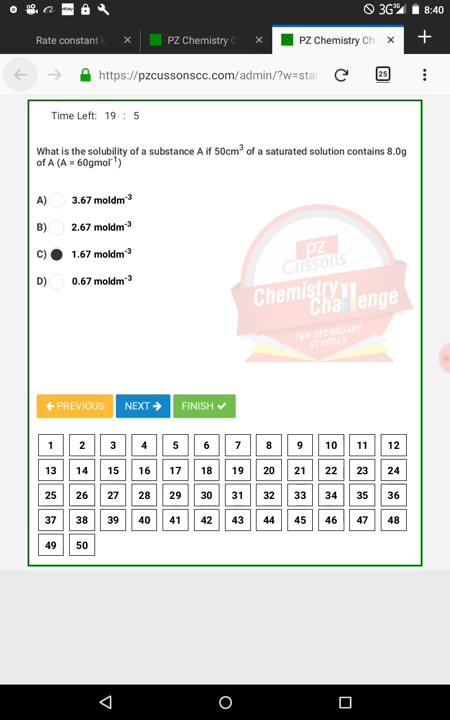 ebay
3G
3G
8:40
Rate constant k
PZ Chemistry C
PZ Chemistry Ch
https://pzcussonscc.com/admin/?w=sta
25
Time Left: 19 : 5
What is the solubility of a substance A if 50cm³ of a saturated solution contains 8.0g
of A (A = 60gmol⁻¹)
A) 3.67 moldm⁻³
B) 2.67 moldm⁻³
C) 1.67 moldm⁻³
D) 0.67 moldm⁻³
PZ
Cussons
Chemistry
Challenge
FOR SECONDARY
SCHOOLS
PREVIOUS
NEXT
FINISH
1 2 3 4 5 6 7 8 9 10 11 12
13 14 15 16 17 18 19 20 21 22 23 24
25 26 27 28 29 30 31 32 33 34 35 36
37 38 39 40 41 42 43 44 45 46 47 48
49 50